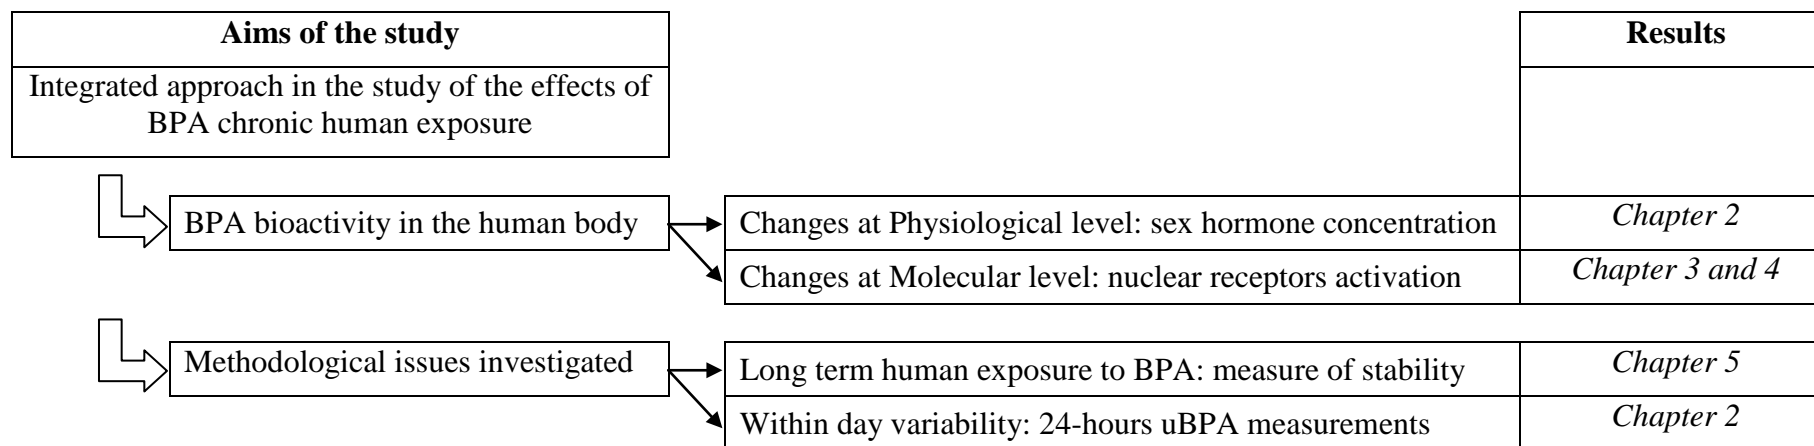 Aims of the study
Results
Integrated approach in the study of the effects of
BPA chronic human exposure
BPA bioactivity in the human body
Changes at Physiological level: sex hormone concentration
Chapter 2
Changes at Molecular level: nuclear receptors activation
Chapter 3 and 4
Methodological issues investigated
Long term human exposure to BPA: measure of stability
Chapter 5
Within day variability: 24-hours uBPA measurements
Chapter 2